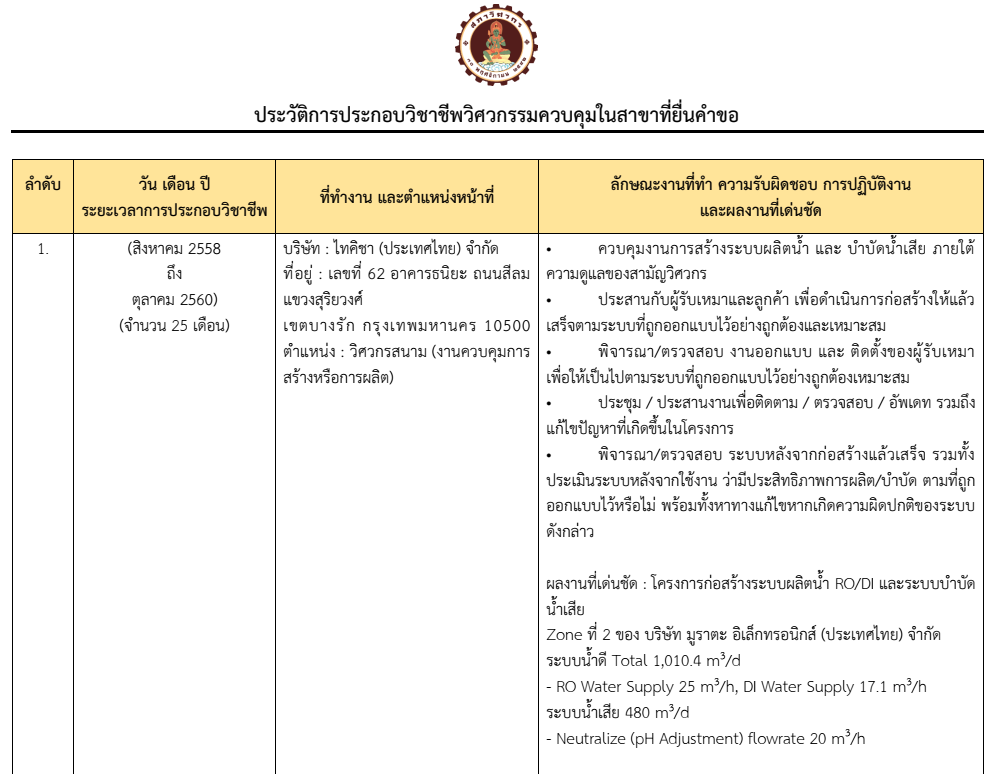 สภาวิศวกร
๓๐ พฤศจิกายน ๒๕๔๒
ประวัติการประกอบวิชาชีพวิศวกรรมควบคุมในสาขาที่ยื่นคำขอ
ลำดับ
วัน เดือน ปี
ระยะเวลาการประกอบวิชาชีพ
ที่ทำงาน และตำแหน่งหน้าที่
ลักษณะงานที่ทำ ความรับผิดชอบ การปฏิบัติงาน
และผลงานที่เด่นชัด
1.
(สิงหาคม 2558
ถึง
ตุลาคม 2560)
(จำนวน 25 เดือน)
บริษัท : ไทคิชา (ประเทศไทย) จำกัด
ที่อยู่ : เลขที่ 62 อาคารธนิยะ ถนนสีลม
แขวงสุริยวงศ์
เขตบางรัก กรุงเทพมหานคร 10500
ตำแหน่ง : วิศวกรสนาม (งานควบคุมการ
สร้างหรือการผลิต)
• ควบคุมงานการสร้างระบบผลิตน้ำ และ บำบัดน้ำเสีย ภายใต้
ความดูแลของสามัญวิศวกร
• ประสานกับผู้รับเหมาและลูกค้า เพื่อดำเนินการก่อสร้างให้แล้ว
เสร็จตามระบบที่ถูกออกแบบไว้อย่างถูกต้องและเหมาะสม
• พิจารณา/ตรวจสอบ งานออกแบบ และ ติดตั้งของผู้รับเหมา
เพื่อให้เป็นไปตามระบบที่ถูกออกแบบไว้อย่างถูกต้องเหมาะสม
• ประชุม / ประสานงานเพื่อติดตาม / ตรวจสอบ / อัพเดท รวมถึง
แก้ไขปัญหาที่เกิดขึ้นในโครงการ
• พิจารณา/ตรวจสอบ ระบบหลังจากก่อสร้างแล้วเสร็จ รวมทั้ง
ประเมินระบบหลังจากใช้งาน ว่ามีประสิทธิภาพการผลิต/บำบัด ตามที่ถูก
ออกแบบไว้หรือไม่ พร้อมทั้งหาทางแก้ไขหากเกิดความผิดปกติของระบบ
ดังกล่าว
ผลงานที่เด่นชัด : โครงการก่อสร้างระบบผลิตน้ำ RO/DI และระบบบำบัด
น้ำเสีย
Zone ที่ 2 ของ บริษัท มูราตะ อิเล็กทรอนิกส์ (ประเทศไทย) จำกัด
ระบบน้ำดี Total 1,010.4 m³/d
- RO Water Supply 25 m³/h, DI Water Supply 17.1 m³/h
ระบบน้ำเสีย 480 m³/d
- Neutralize (pH Adjustment) flowrate 20 m³/h